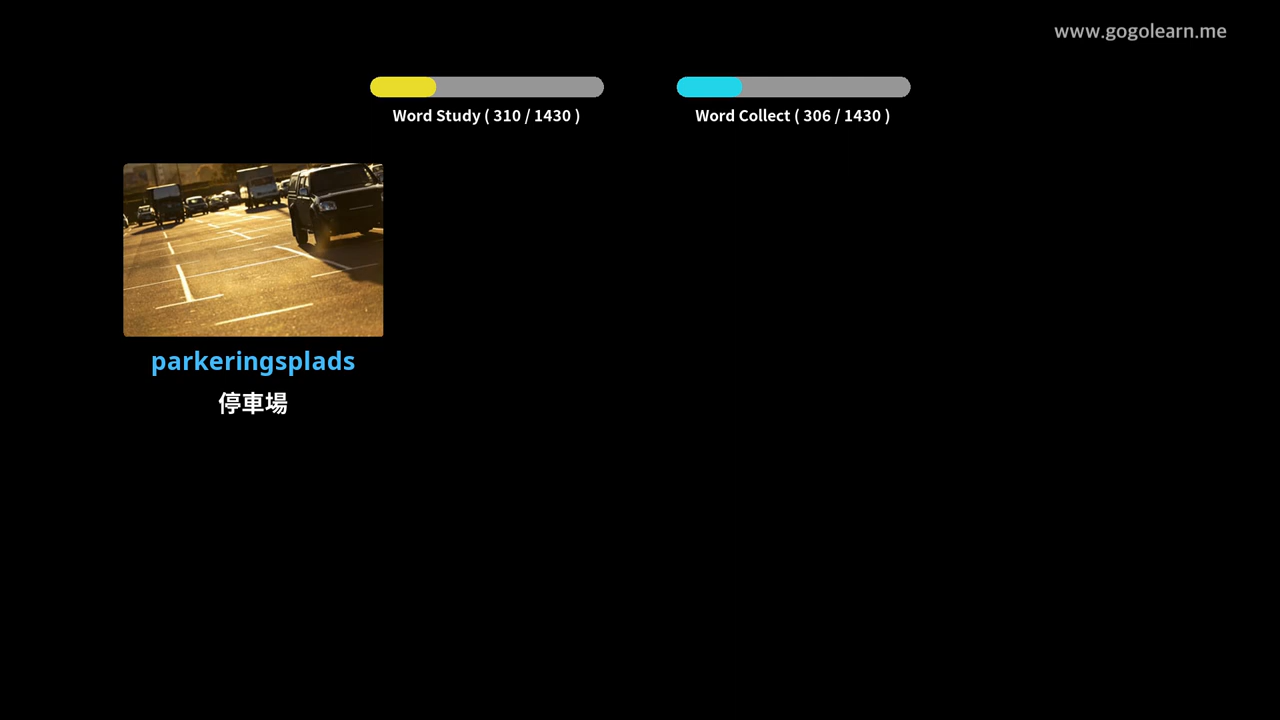 www.gogolearn.me
Word Study ( 310 / 1430 )
Word Collect ( 306 / 1430 )
parkeringsplads
停車場